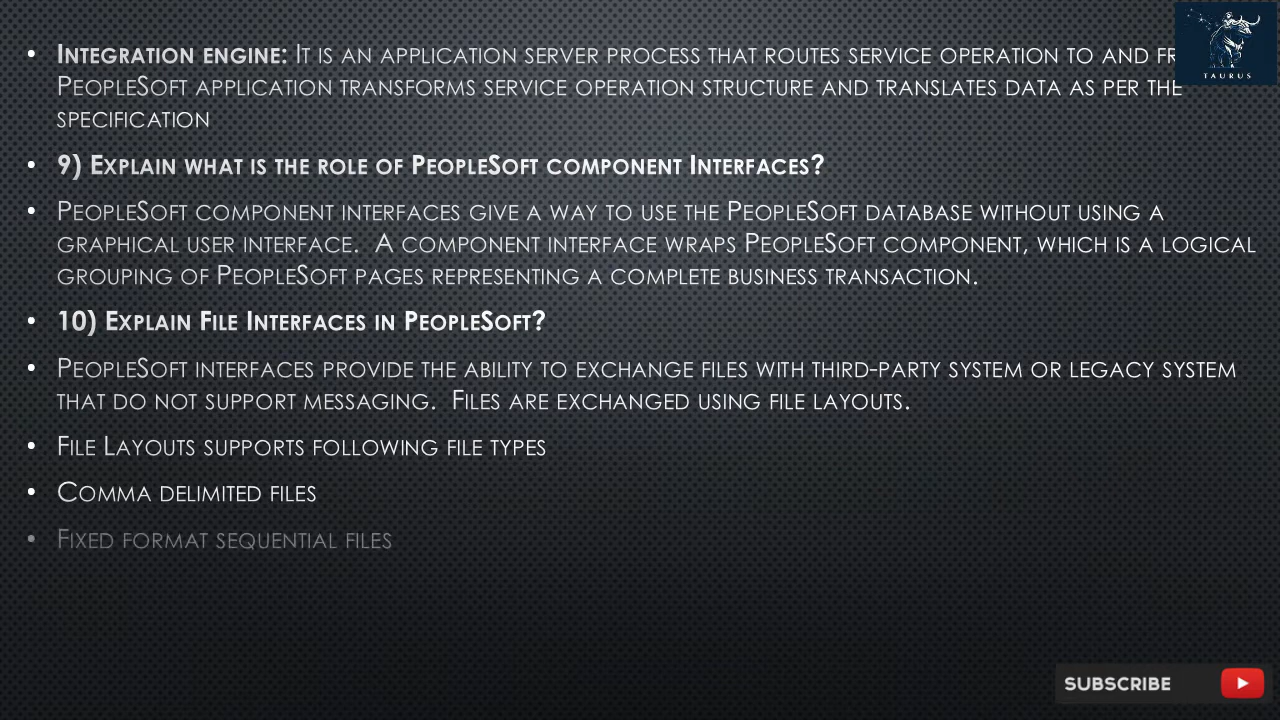 • Integration engine: It is an application server process that routes service operation to and
PeopleSoft application transforms service operation structure and translates data as per the
specification
• 9) Explain what is the role of PeopleSoft component Interfaces?
• PeopleSoft component interfaces give a way to use the PeopleSoft database without using a
graphical user interface.  A component interface wraps PeopleSoft component, which is a logical
grouping of PeopleSoft pages representing a complete business transaction.
• 10) Explain File Interfaces in PeopleSoft?
• PeopleSoft interfaces provide the ability to exchange files with third-party system or legacy system
that do not support messaging.  Files are exchanged using file layouts.
• File Layouts supports following file types
• Comma delimited files
• Fixed format sequential files
TAURUS
SUBSCRIBE